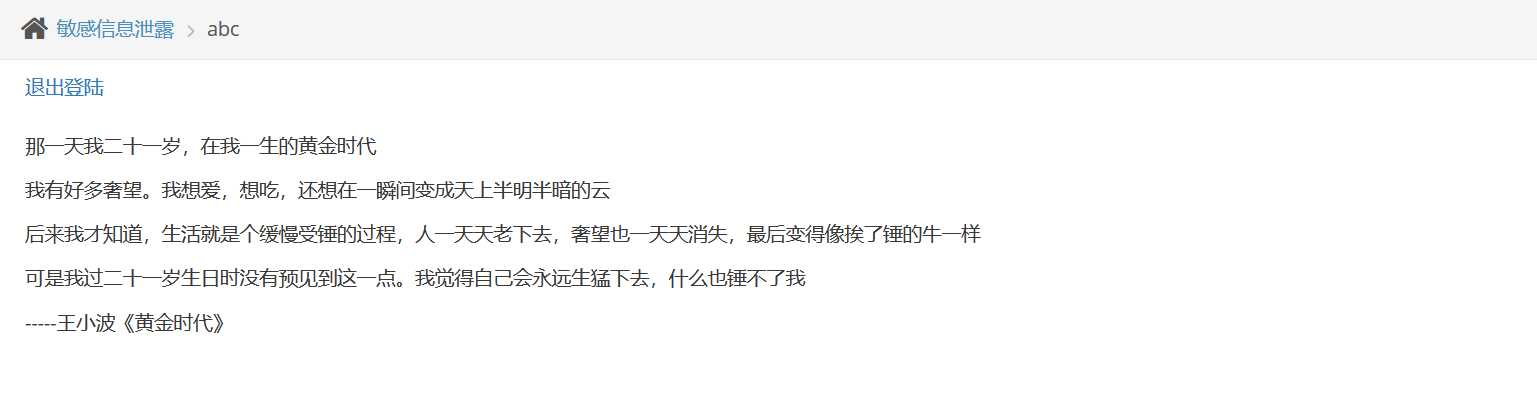 敏感信息泄露 > abc
退出登陆
那一天我二十一岁，在我一生的黄金时代
我有好多奢望。我想爱，想吃，还想在一瞬间变成天上半明半暗的云
后来我才知道，生活就是个缓慢受锤的过程，人一天天老下去，奢望也一天天消失，最后变得像挨了锤的牛一样
可是我过二十一岁生日时没有预见到这一点。我觉得自己会永远生猛下去，什么也锤不了我
-----王小波《黄金时代》